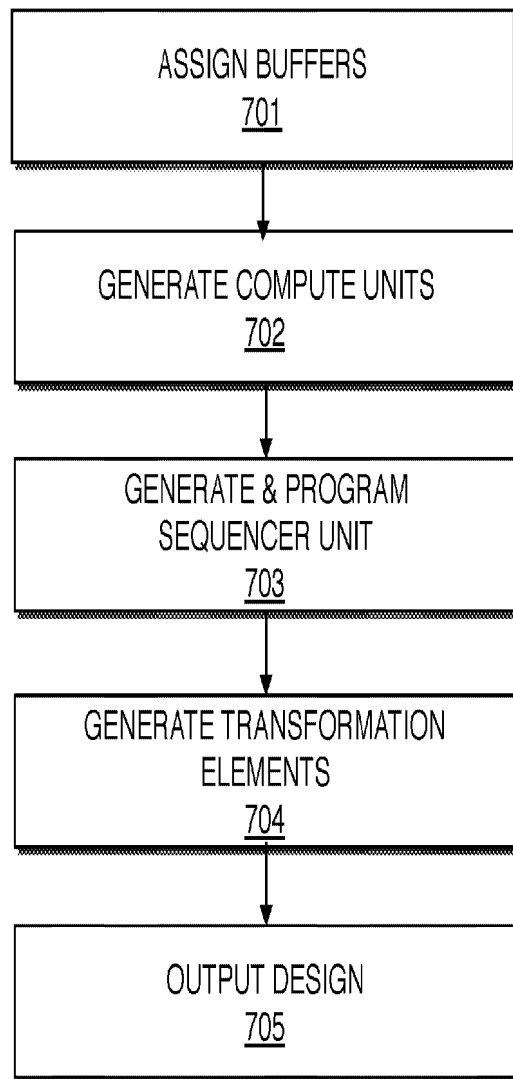 ASSIGN BUFFERS
701
GENERATE COMPUTE UNITS
702
GENERATE & PROGRAM
SEQUENCER UNIT
703
GENERATE TRANSFORMATION
ELEMENTS
704
OUTPUT DESIGN
705